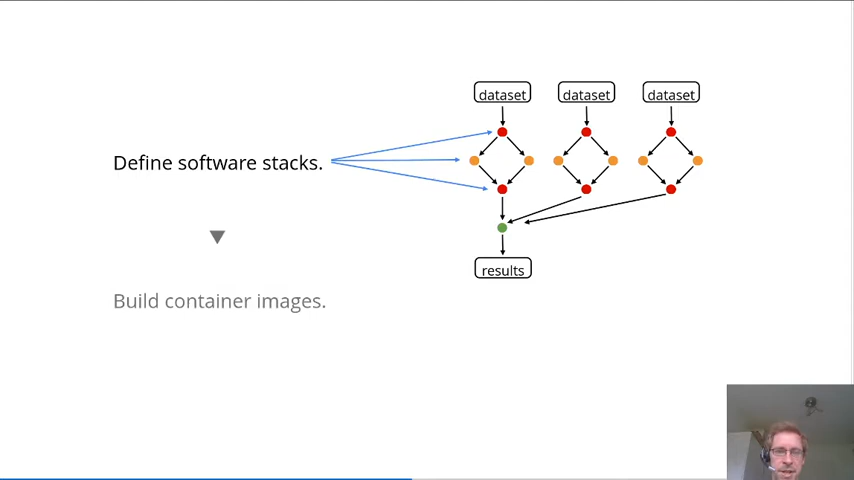 dataset dataset dataset
Define software stacks.
Build container images.
results